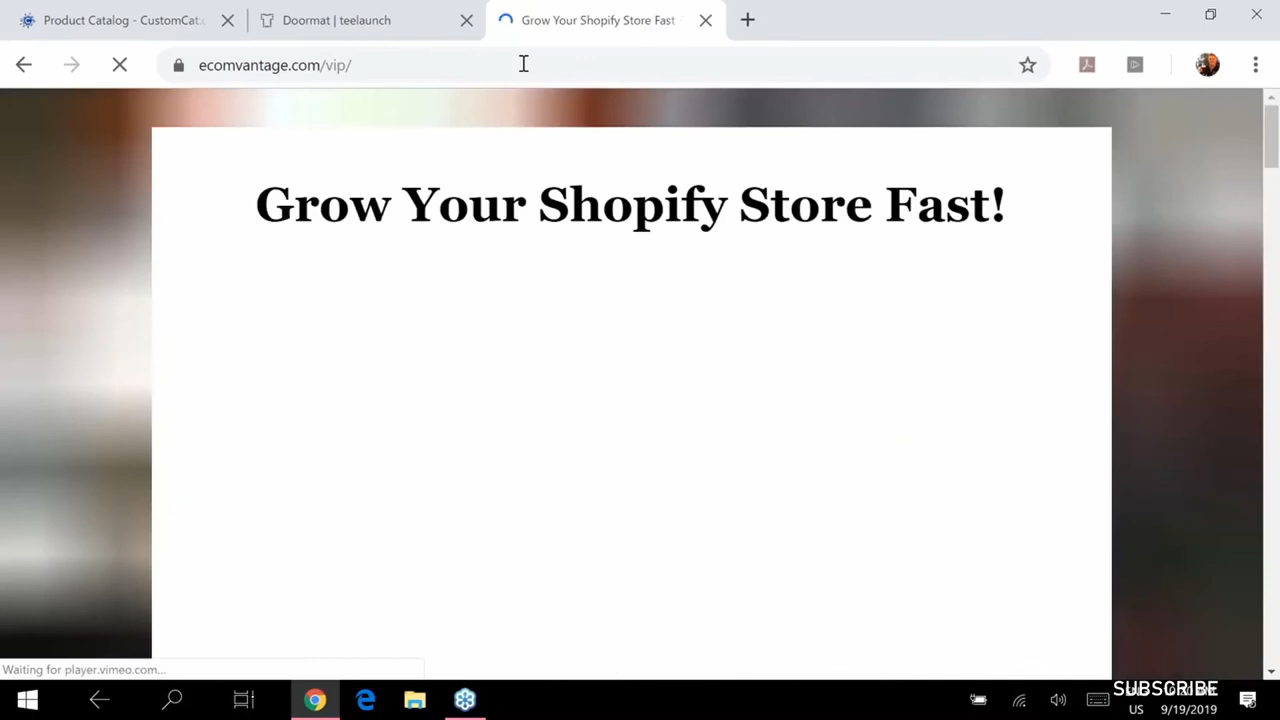 Product Catalog - CustomCat.
Doormat | teelaunch
Grow Your Shopify Store Fast
ecomvantage.com/vip/
Grow Your Shopify Store Fast!
Waiting for player.vimeo.com...
SUBSCRIBE
US 9/19/2019